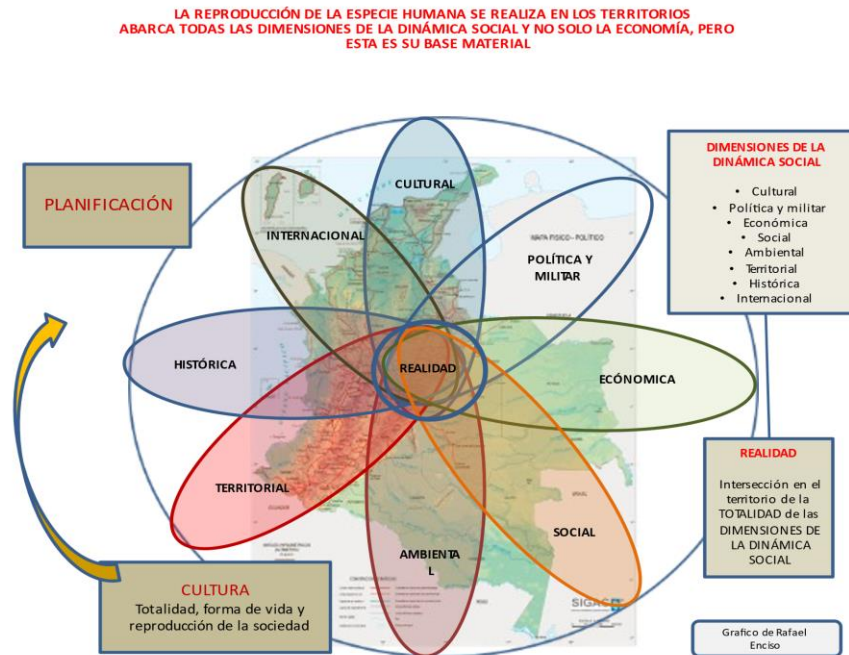 LA REPRODUCCIÓN DE LA ESPECIE HUMANA SE REALIZA EN LOS TERRITORIOS
ABARCA TODAS LAS DIMENSIONES DE LA DINÁMICA SOCIAL Y NO SOLO LA ECONOMÍA, PERO
ESTA ES SU BASE MATERIAL
PLANIFICACIÓN
CULTURAL
INTERNACIONAL
MAPA FISICO - POLÍTICO
POLÍTICA Y
MILITAR
HISTÓRICA
REALIDAD
ECÓNOMICA
TERRITORIAL
SOCIAL
AMBIENTA
L
DIMENSIONES DE LA
DINÁMICA SOCIAL
• Cultural
• Política y militar
• Económica
• Social
• Ambiental
• Territorial
• Histórica
• Internacional
REALIDAD
Intersección en el
territorio de la
TOTALIDAD de las
DIMENSIONES DE
LA DINÁMICA
SOCIAL
CULTURA
Totalidad, forma de vida y
reproducción de la sociedad
Grafico de Rafael
Enciso